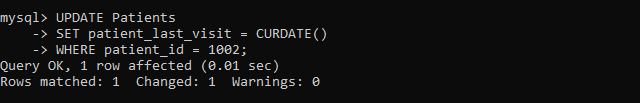 mysql> UPDATE Patients
    -> SET patient_last_visit = CURDATE()
    -> WHERE patient_id = 1002;
Query OK, 1 row affected (0.01 sec)
Rows matched: 1  Changed: 1  Warnings: 0